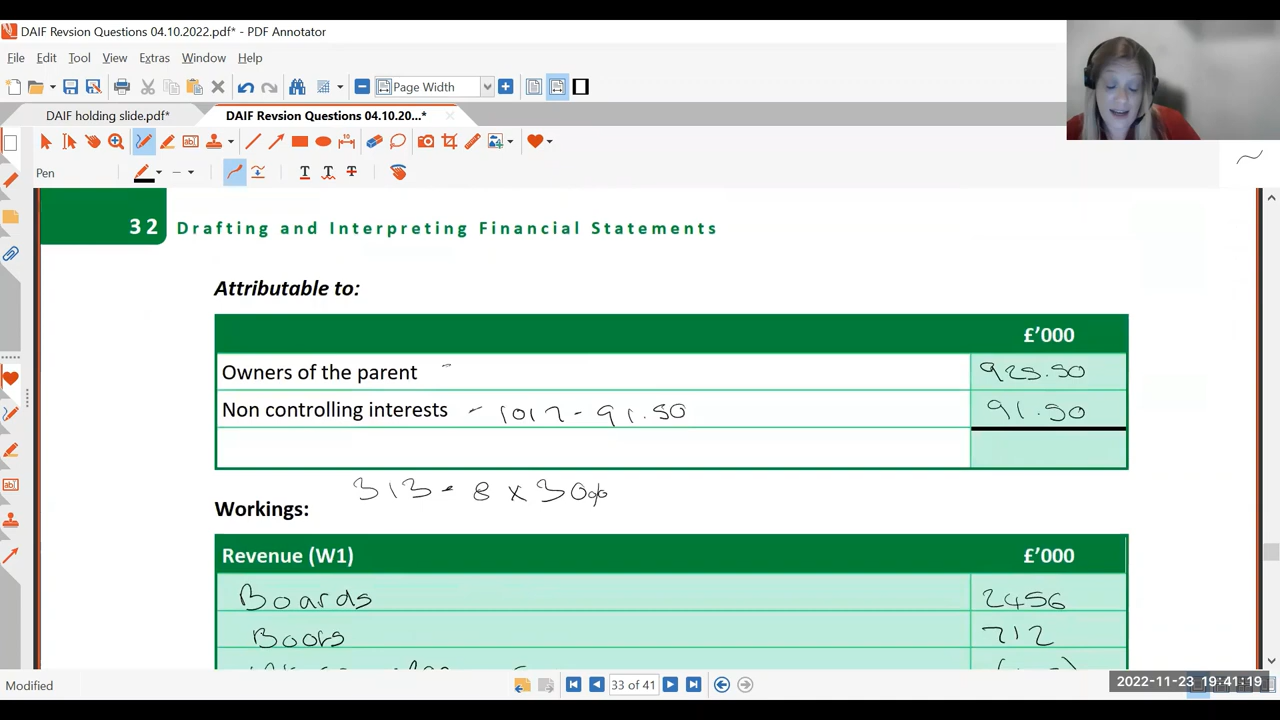 DAIF Revsion Questions 04.10.2022.pdf* - PDF Annotator
File Edit Tool View Extras Window Help
Page Width
DAIF holding slide.pdf* DAIF Revsion Questions 04.10.20...*
Pen
32 Drafting and Interpreting Financial Statements
Attributable to:
£'000
Owners of the parent - 925.50
Non controlling interests - 1017 - 91.50 91.50
313 - 8 x 30%
Workings:
Revenue (W1) £'000
Boards 2456
Boots 712
33 of 41
Modified
2022-11-23 19:41:19